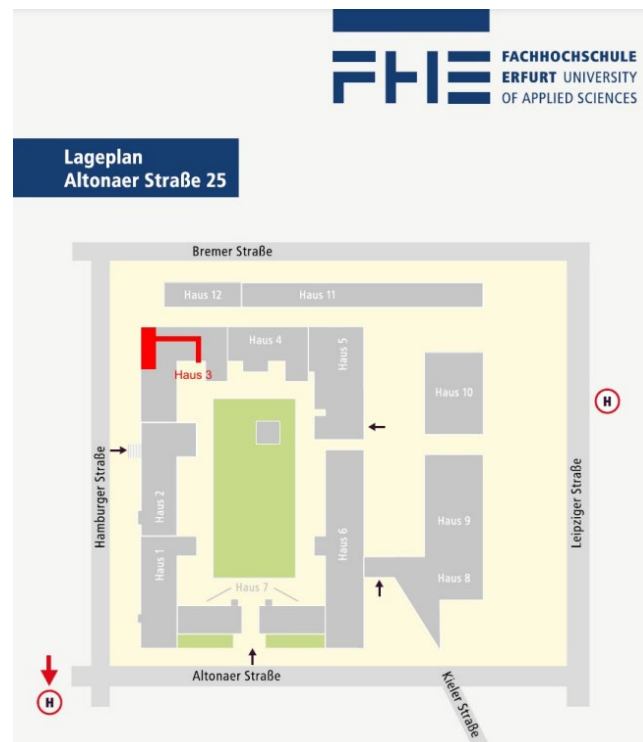 FHE
FACHHOCHSCHULE
ERFURT UNIVERSITY
OF APPLIED SCIENCES
Lageplan
Altonaer Straße 25
Bremer Straße
Haus 12
Haus 11
Haus 4
Haus 5
Haus 3
Haus 10
H
Hamburger Straße
Leipziger Straße
Haus 2
Haus 1
Haus 6
Haus 9
Haus 8
Haus 7
Altonaer Straße
H
Kieler Straße